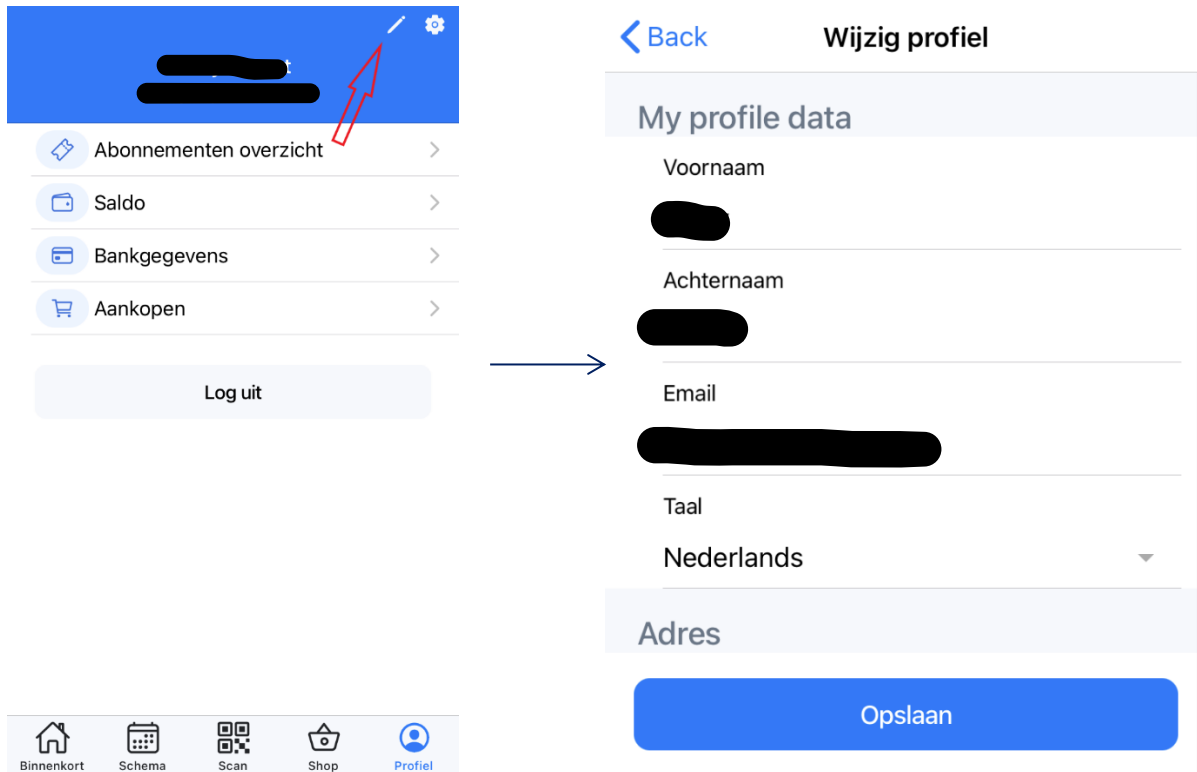 Abonnementen overzicht
Saldo
Bankgegevens
Aankopen
Log uit
Binnenkort
Schema
Scan
Shop
Profiel
Back
Wijzig profiel
My profile data
Voornaam
Achternaam
Email
Taal
Nederlands
Adres
Opslaan